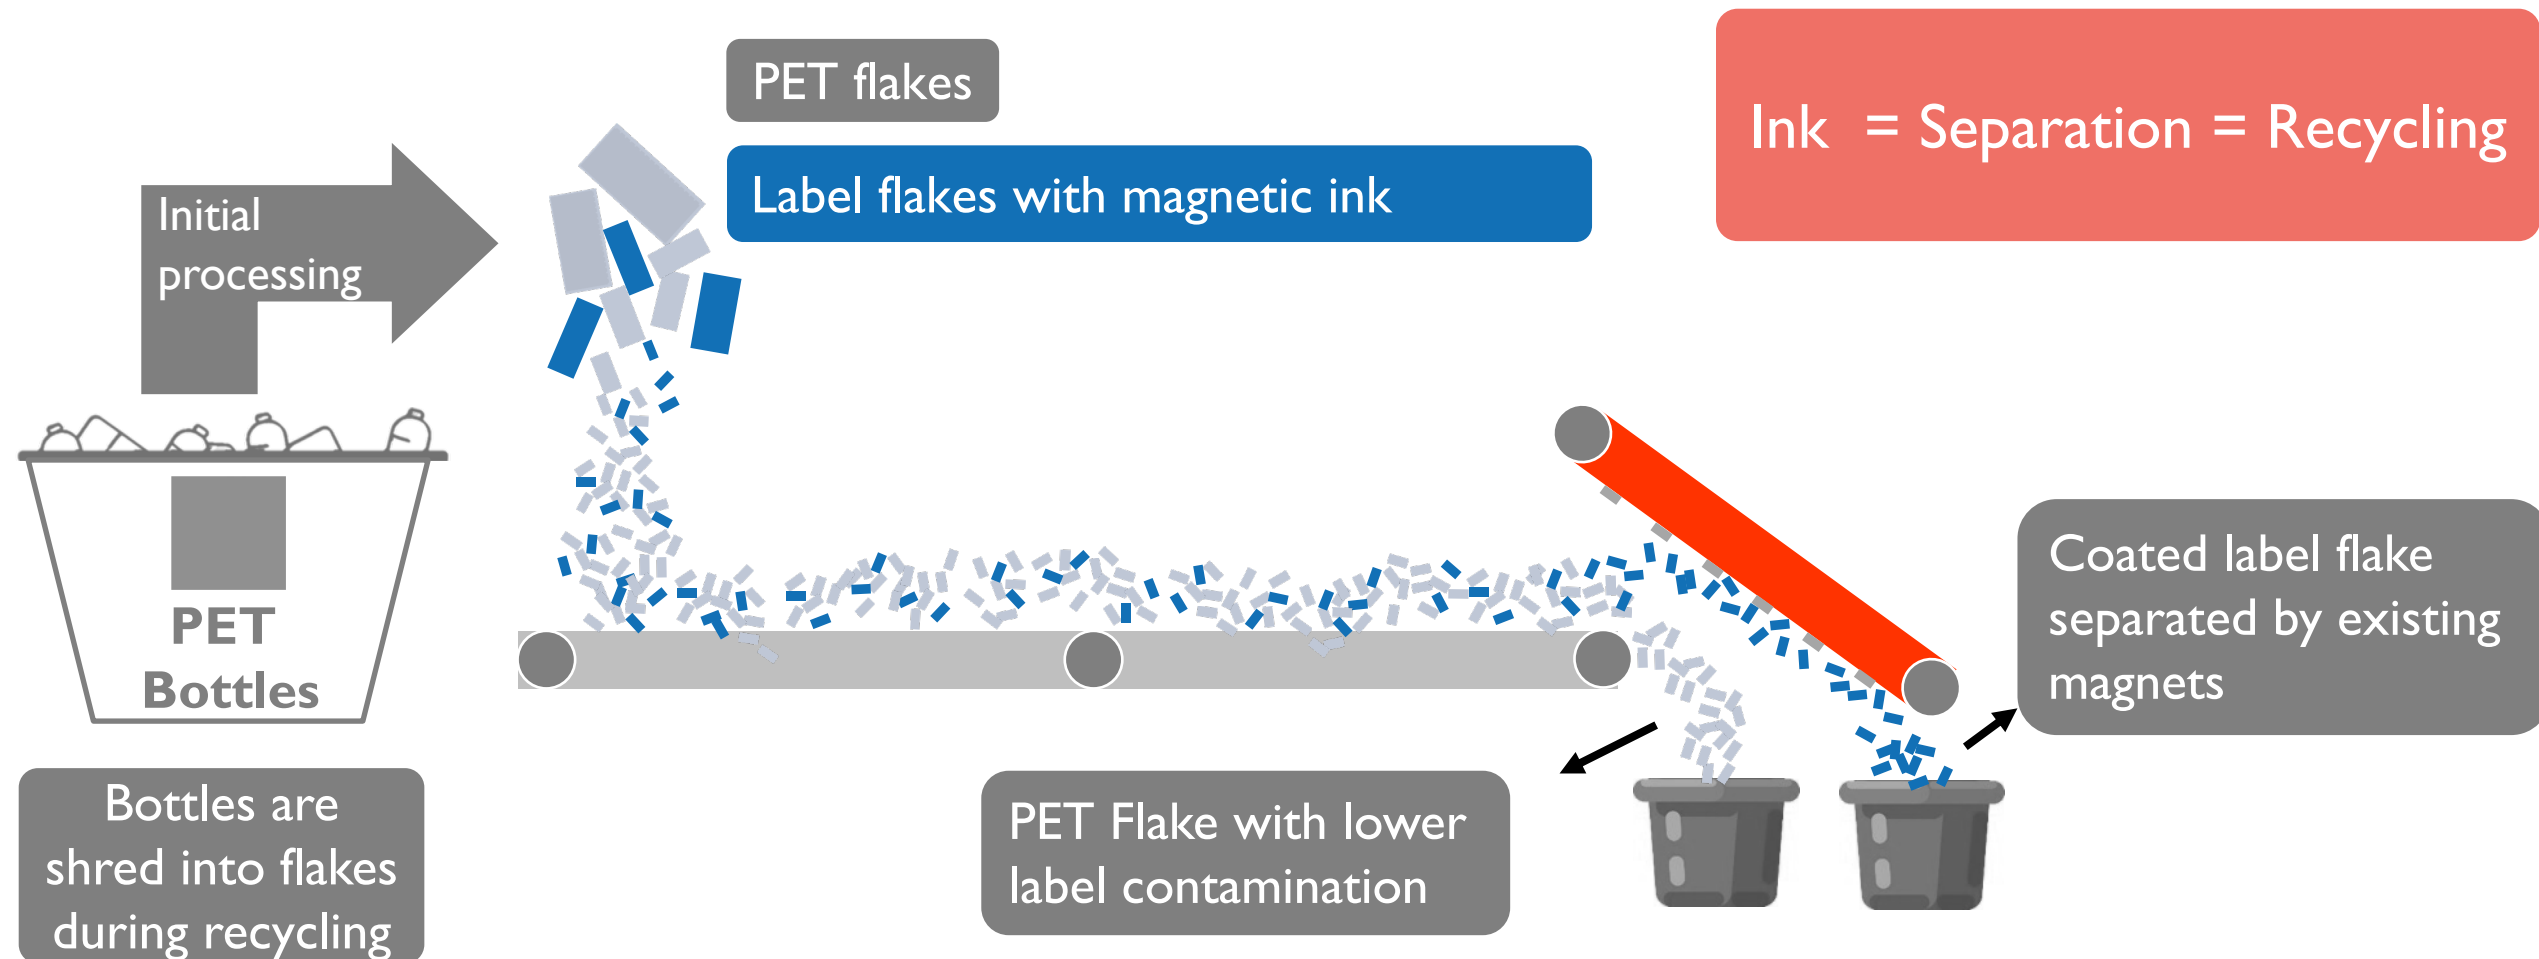 PET flakes
Label flakes with magnetic ink
Ink = Separation = Recycling
Initial
processing
PET
Bottles
Bottles are
shred into flakes
during recycling
PET Flake with lower
label contamination
Coated label flake
separated by existing
magnets